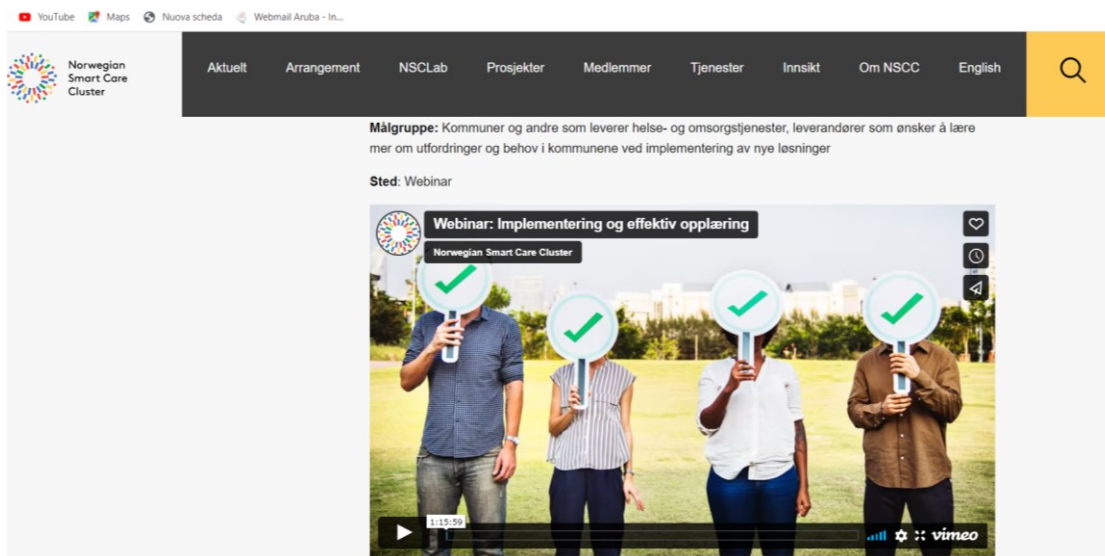 YouTube Maps Nuova scheda Webmail Aruba - In...
Norwegian
Smart Care
Cluster
Aktuelt Arrangement NSCLab Prosjekter Medlemmer Tjenester Innsikt Om NSCC English
Målgruppe: Kommuner og andre som leverer helse- og omsorgstjenester, leverandører som ønsker å lære
mer om utfordringer og behov i kommunene ved implementering av nye løsninger
Sted: Webinar
Webinar: Implementering og effektiv opplæring
Norwegian Smart Care Cluster
1:15:59
vimeo